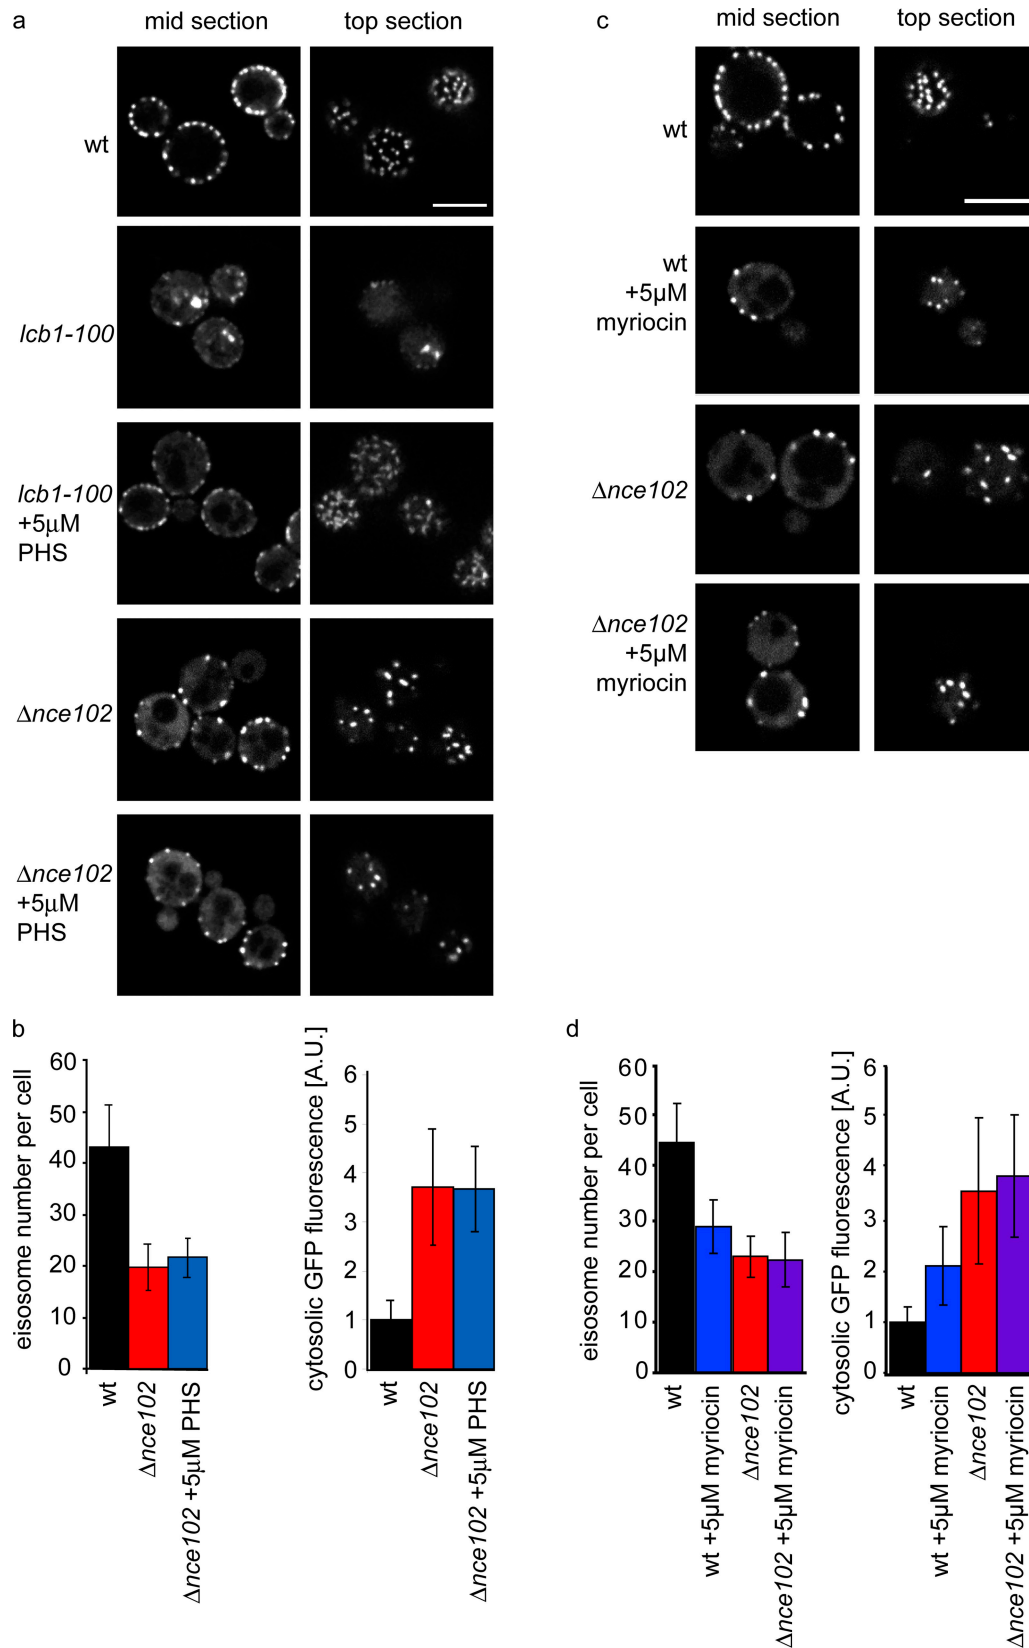 a
mid section
top section
wt
lcb1-100
lcb1-100
+5μM
PHS
Δnce102
Δnce102
+5μM
PHS
c
mid section
top section
wt
wt
+5μM
myriocin
Δnce102
Δnce102
+5μM
myriocin
b
eisosome number per cell
60
50
40
30
20
10
0
wt
Δnce102
Δnce102 +5μM PHS
cytosolic GFP fluorescence [A.U.]
6
5
4
3
2
1
0
wt
Δnce102
Δnce102 +5μM PHS
d
eisosome number per cell
60
50
40
30
20
10
0
wt
wt +5μM myriocin
Δnce102
Δnce102 +5μM myriocin
cytosolic GFP fluorescence [A.U.]
6
5
4
3
2
1
0
wt
wt +5μM myriocin
Δnce102
Δnce102 +5μM myriocin